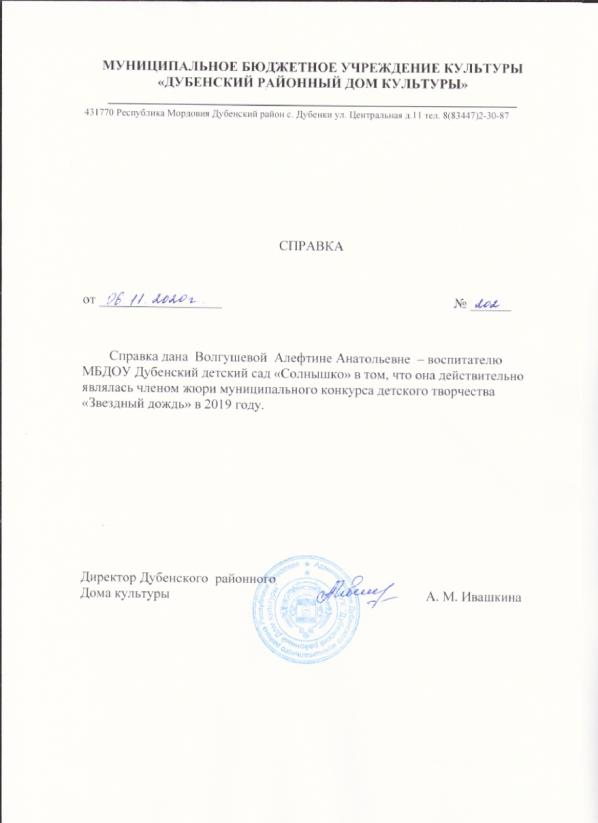 МУНИЦИПАЛЬНОЕ БЮДЖЕТНОЕ УЧРЕЖДЕНИЕ КУЛЬТУРЫ
«ДУБЕНСКИЙ РАЙОННЫЙ ДОМ КУЛЬТУРЫ»
431770 Республика Мордовия Дубенский район с. Дубенки ул. Центральная д.11 тел. 8(83447)2-30-87
СПРАВКА
от 06 11. 2020г. № 202
Справка дана Волгушевой Алефтине Анатольевне – воспитателю
МБДОУ Дубенский детский сад «Солнышко» в том, что она действительно
являлась членом жюри муниципального конкурса детского творчества
«Звездный дождь» в 2019 году.
Директор Дубенского районного
Дома культуры А. М. Ивашкина